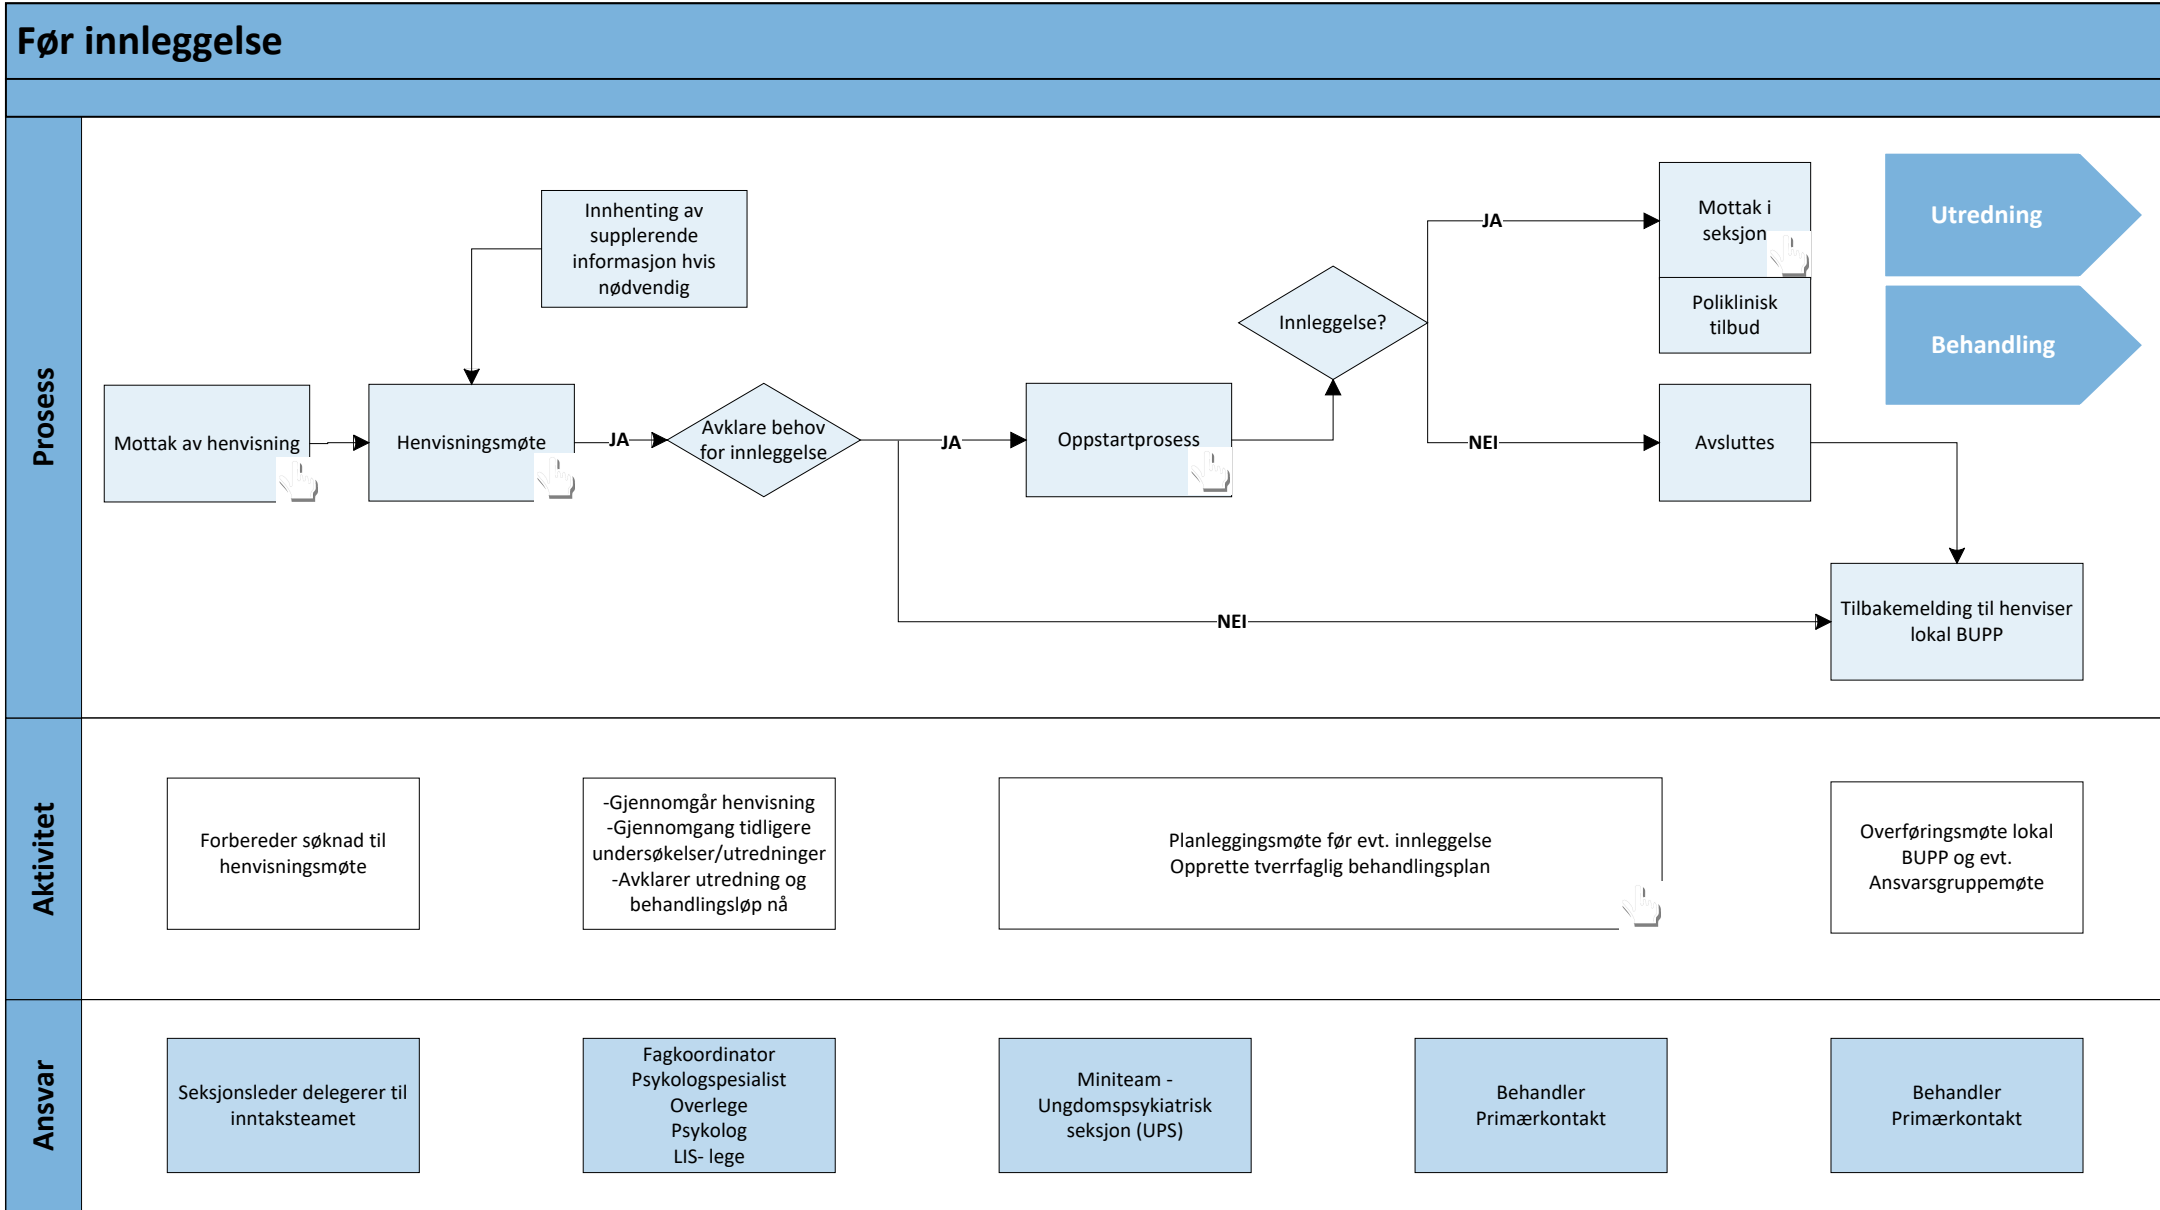 Før innleggelse
Prosess
Innhenting av
supplerende
informasjon hvis
nødvendig
Mottak av henvisning
Henvisningsmøte
JA
Avklare behov
for innleggelse
JA
Oppstartprosess
Innleggelse?
JA
Mottak i
seksjon
Poliklinisk
tilbud
NEI
Avsluttes
Utredning
Behandling
NEI
Tilbakemelding til henviser
lokal BUPP
Aktivitet
Forbereder søknad til
henvisningsmøte
-Gjennomgår henvisning
-Gjennomgang tidligere
undersøkelser/utredninger
-Avklarer utredning og
behandlingsløp nå
Planleggingsmøte før evt. innleggelse
Opprette tverrfaglig behandlingsplan
Overføringsmøte lokal
BUPP og evt.
Ansvarsgruppemøte
Ansvar
Seksjonsleder delegerer til
inntaksteamet
Fagkoordinator
Psykologspesialist
Overlege
Psykolog
LIS- lege
Miniteam -
Ungdomspsykiatrisk
seksjon (UPS)
Behandler
Primærkontakt
Behandler
Primærkontakt